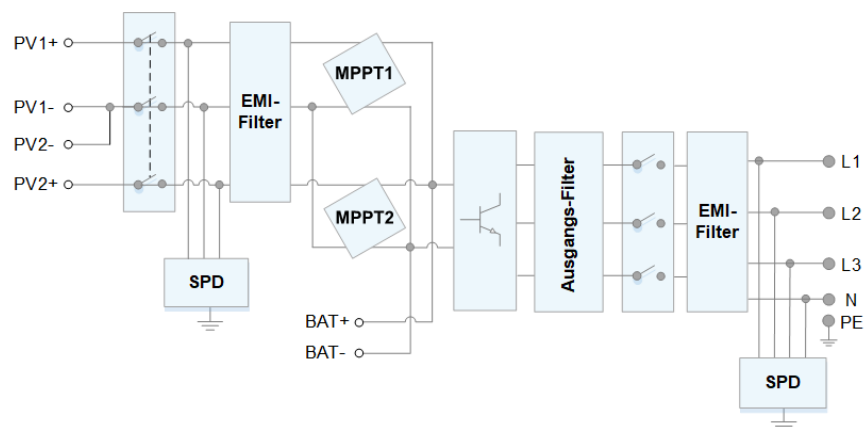 PV1+
PV1-
PV2-
PV2+
EMI-
Filter
MPPT1
MPPT2
SPD
BAT+
BAT-
Ausgangs-Filter
EMI-
Filter
L1
L2
L3
N
PE
SPD